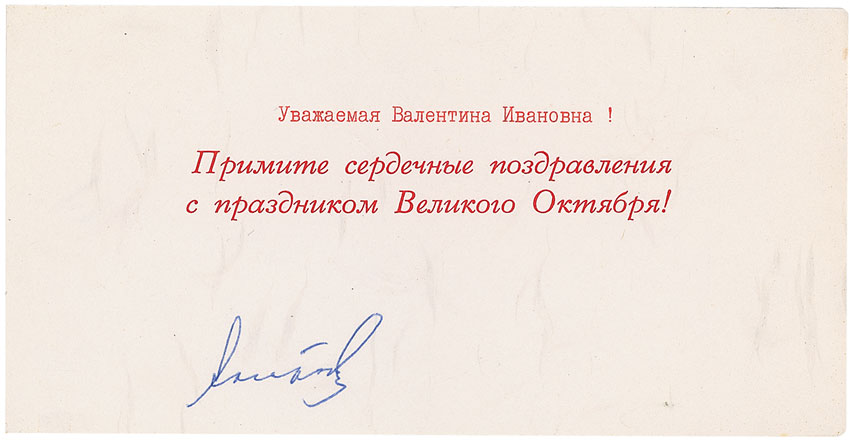 Уважаемая Валентина Ивановна !
Примите сердечные поздравления
с праздником Великого Октября!